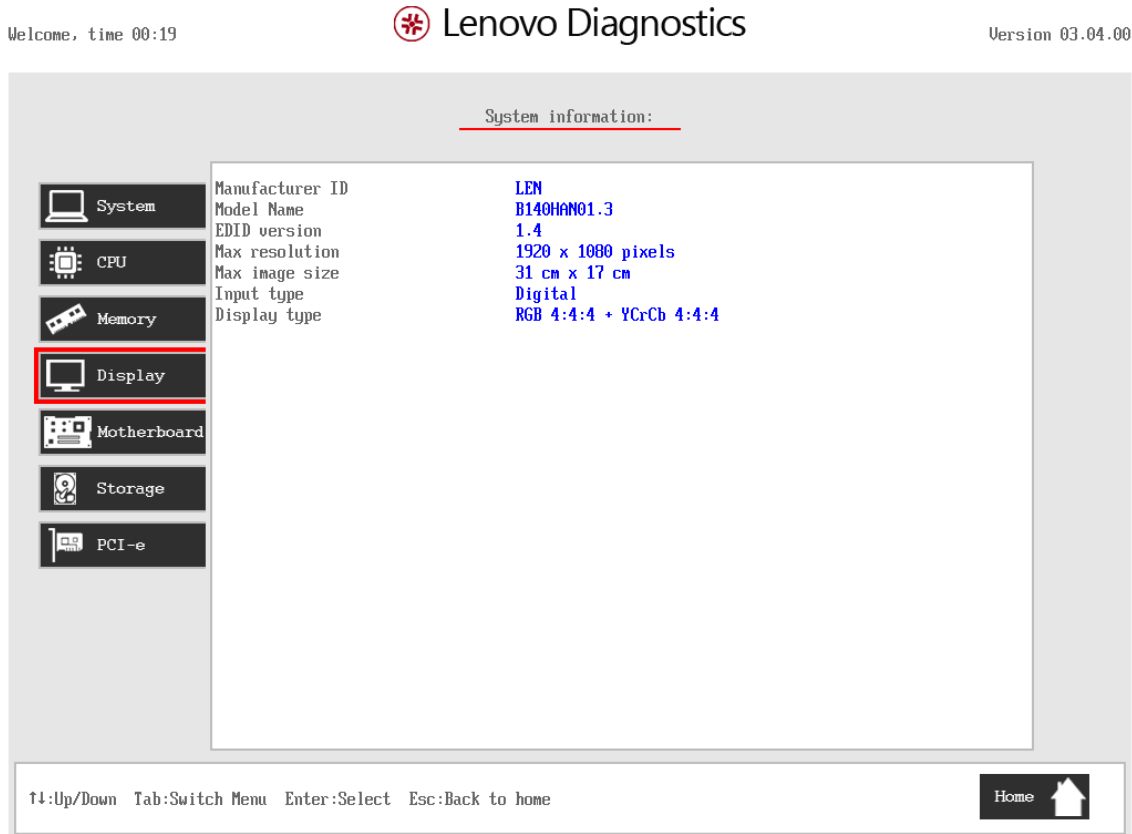 Welcome, time 00:19
Lenovo Diagnostics
Version 03.04.00
System information:
System
CPU
Memory
Display
Motherboard
Storage
PCI-e
Manufacturer ID LEN
Model Name B140HAN01.3
EDID version 1.4
Max resolution 1920 x 1080 pixels
Max image size 31 cm x 17 cm
Input type Digital
Display type RGB 4:4:4 + YCrCb 4:4:4
↑↓:Up/Down Tab:Switch Menu Enter:Select Esc:Back to home
Home